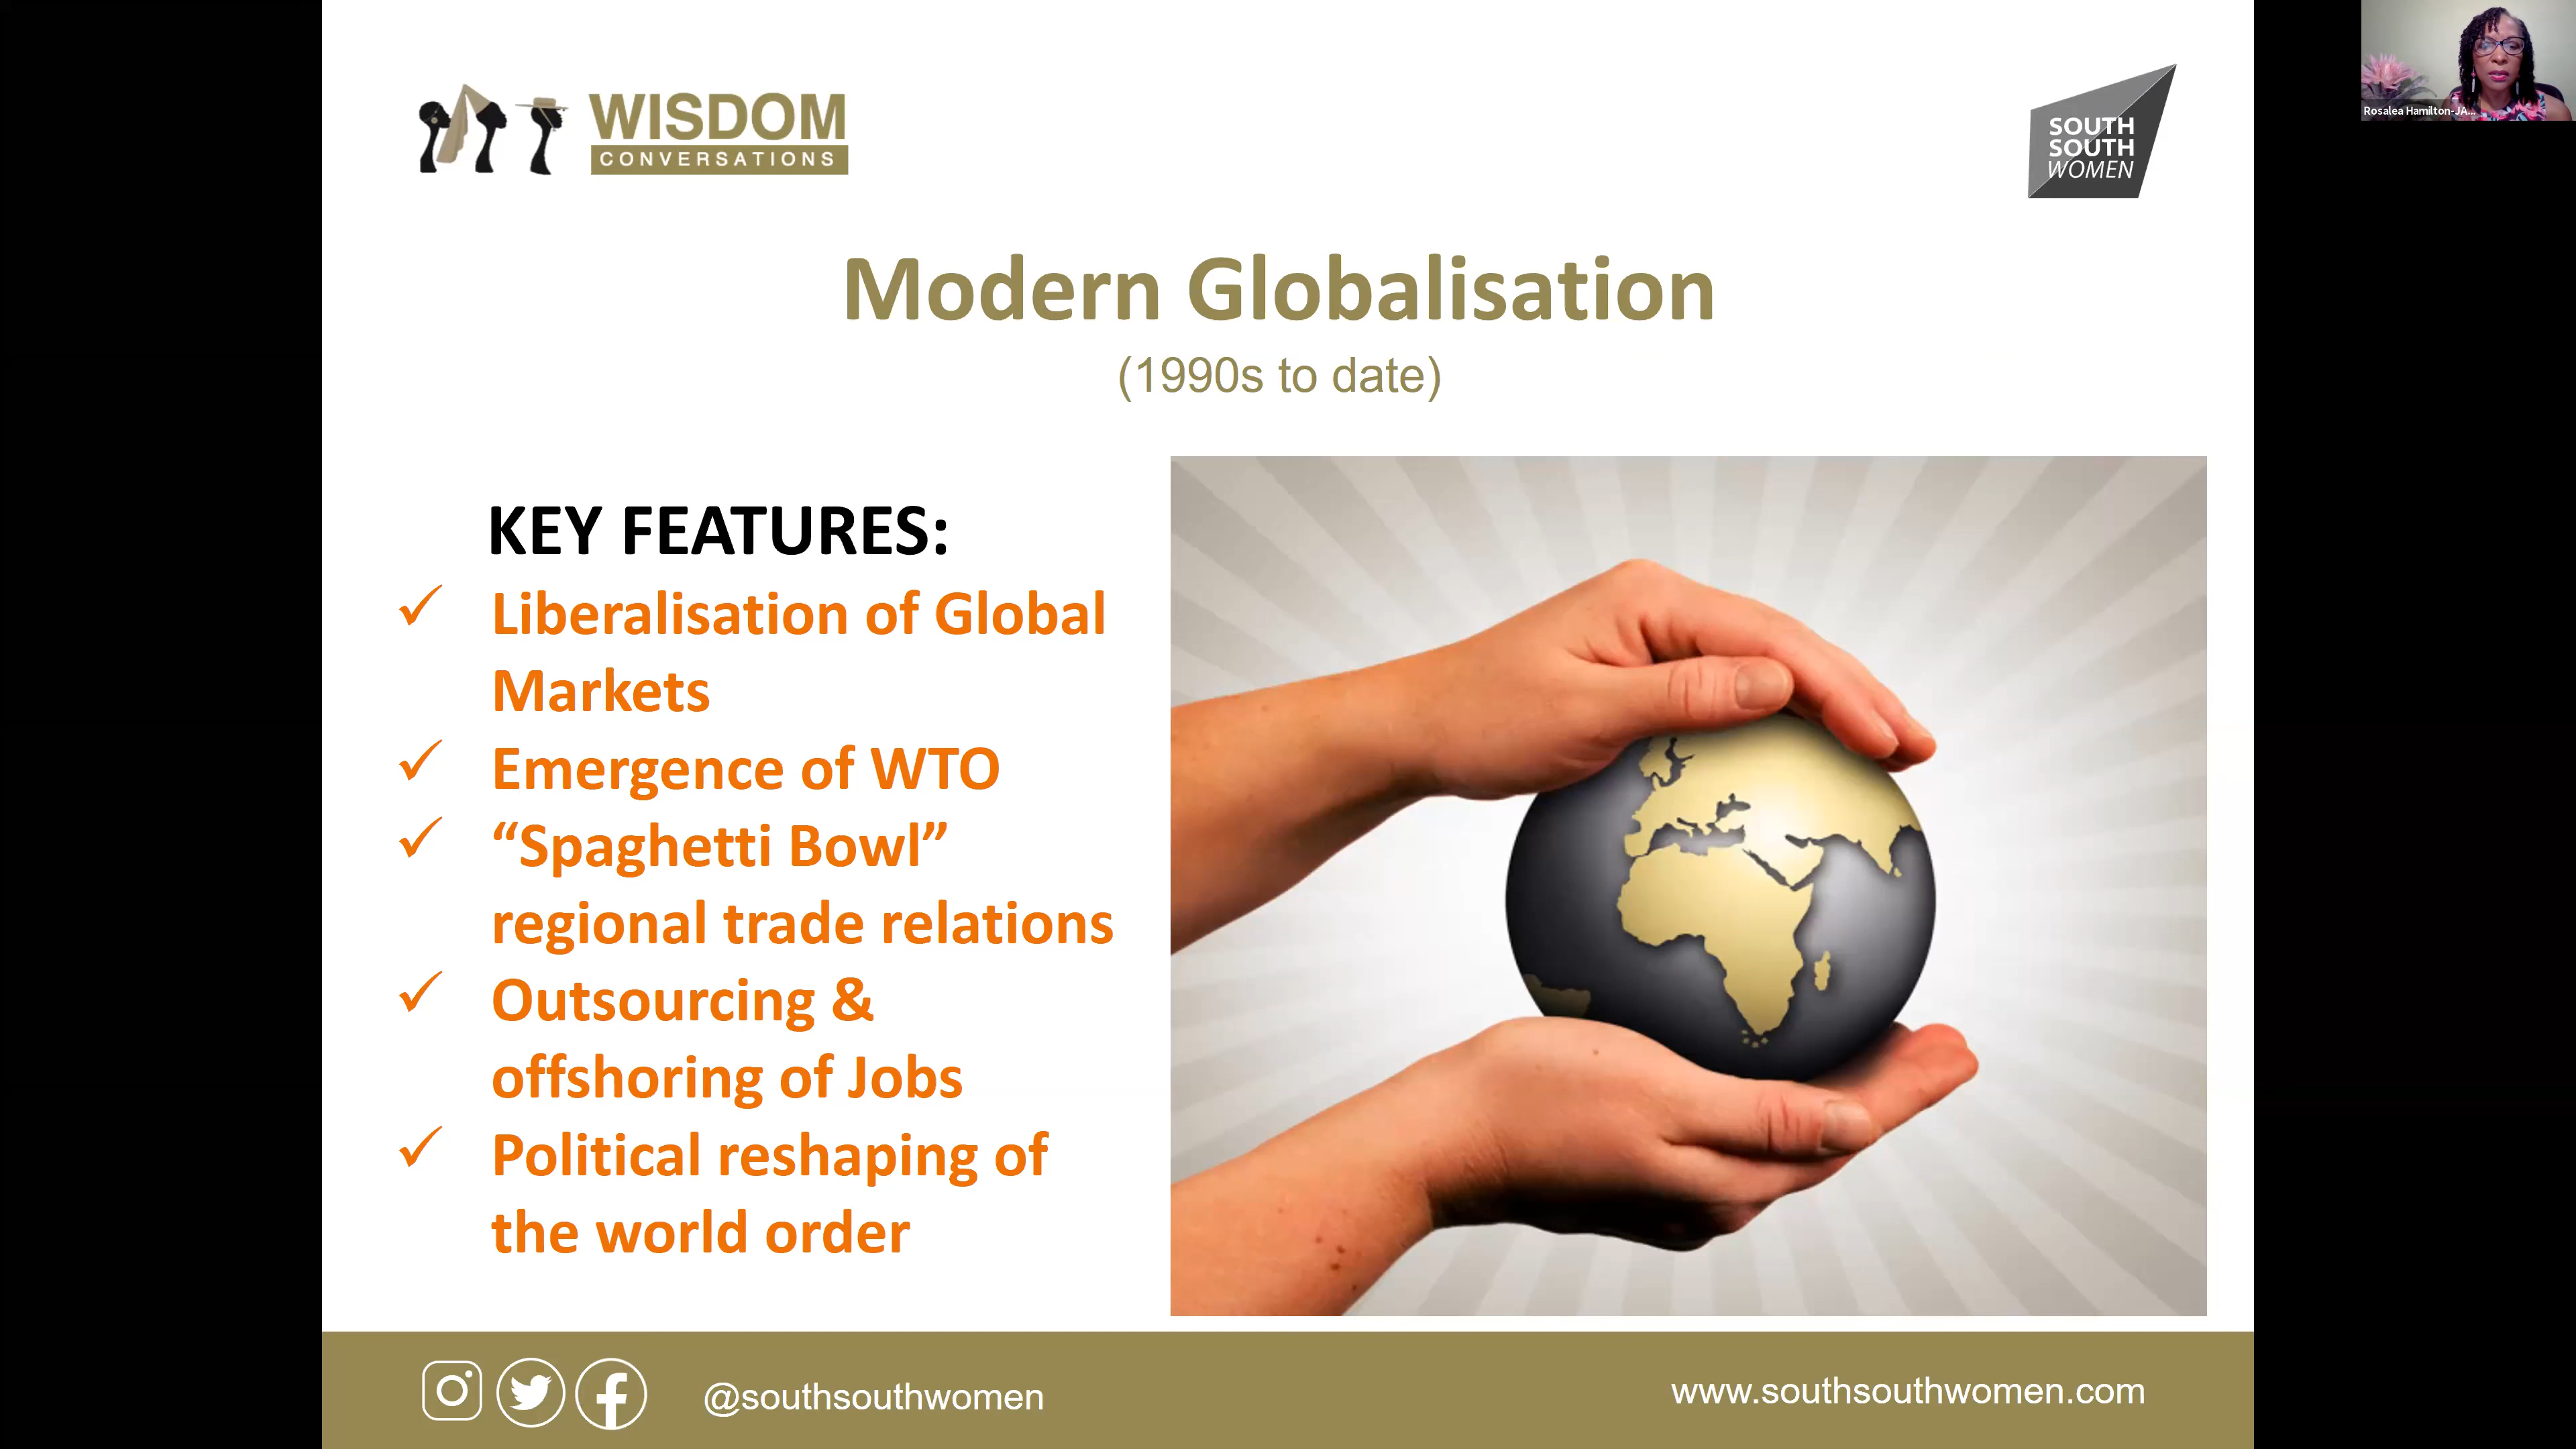 WISDOM
CONVERSATIONS
SOUTH
SOUTH
WOMEN
Rosalea Hamilton-JA...
Modern Globalisation
(1990s to date)
KEY FEATURES:
✓ Liberalisation of Global
Markets
✓ Emergence of WTO
✓ “Spaghetti Bowl”
regional trade relations
✓ Outsourcing &
offshoring of Jobs
✓ Political reshaping of
the world order
@southsouthwomen
www.southsouthwomen.com